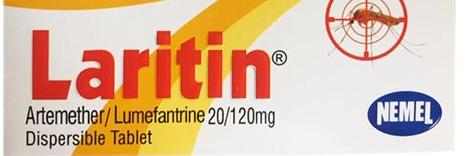 Laritin®
Artemether/Lumefantrine 20/120mg
Dispersible Tablet
NEMEL